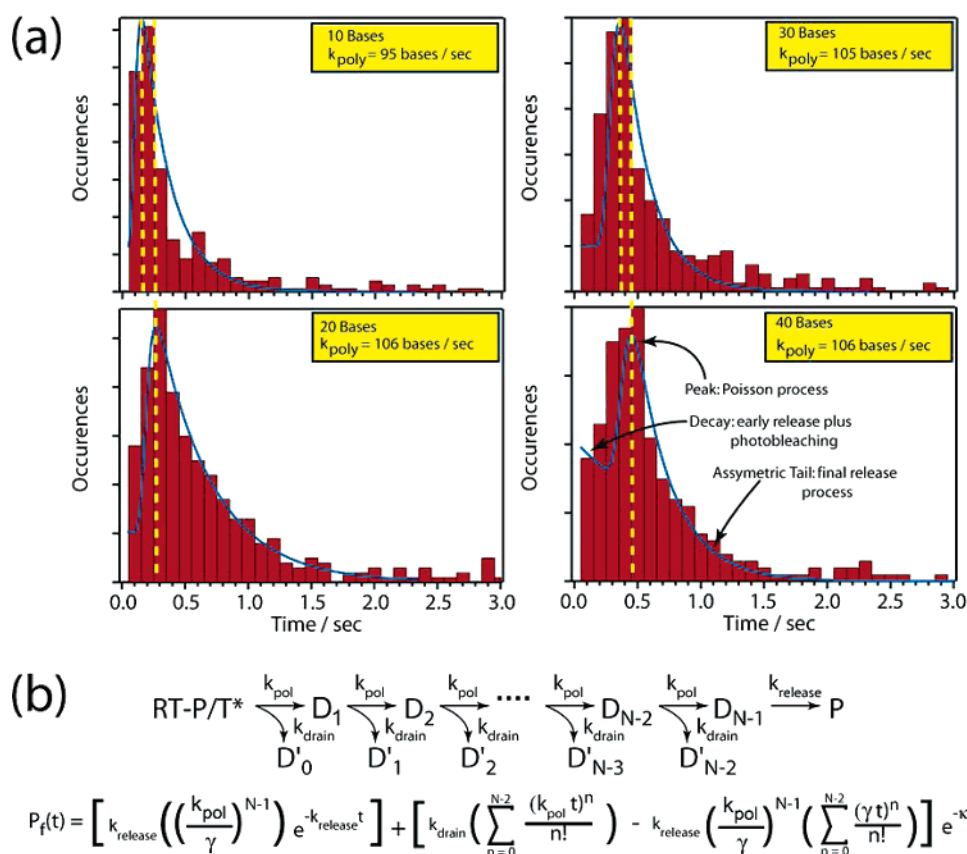 (a)
10 Bases
k_poly = 95 bases / sec
30 Bases
k_poly = 105 bases / sec
Occurences
Occurences
20 Bases
k_poly = 106 bases / sec
40 Bases
k_poly = 106 bases / sec
Peak: Poisson process
Decay: early release plus
photobleaching
Assymetric Tail: final release
process
Occurences
Occurences
0.0 0.5 1.0 1.5 2.0 2.5 3.0
0.0 0.5 1.0 1.5 2.0 2.5 3.0
Time / sec
Time / sec
(b)
k_pol k_pol k_pol .... k_pol k_pol k_release
RT-P/T* D_1 D_2 D_N-2 D_N-1 P
k_drain k_drain k_drain k_drain k_drain
D'_0 D'_1 D'_2 D'_N-3 D'_N-2
P_f(t) = [ k_release ( ( k_pol / γ )^N-1 ) e^-k_release t ] + [ k_drain ( ∑_n=0^N-2 (k_pol t)^n / n! ) - k_release ( k_pol / γ )^N-1 ( ∑_n=0^N-2 (γ t)^n / n! ) ] e